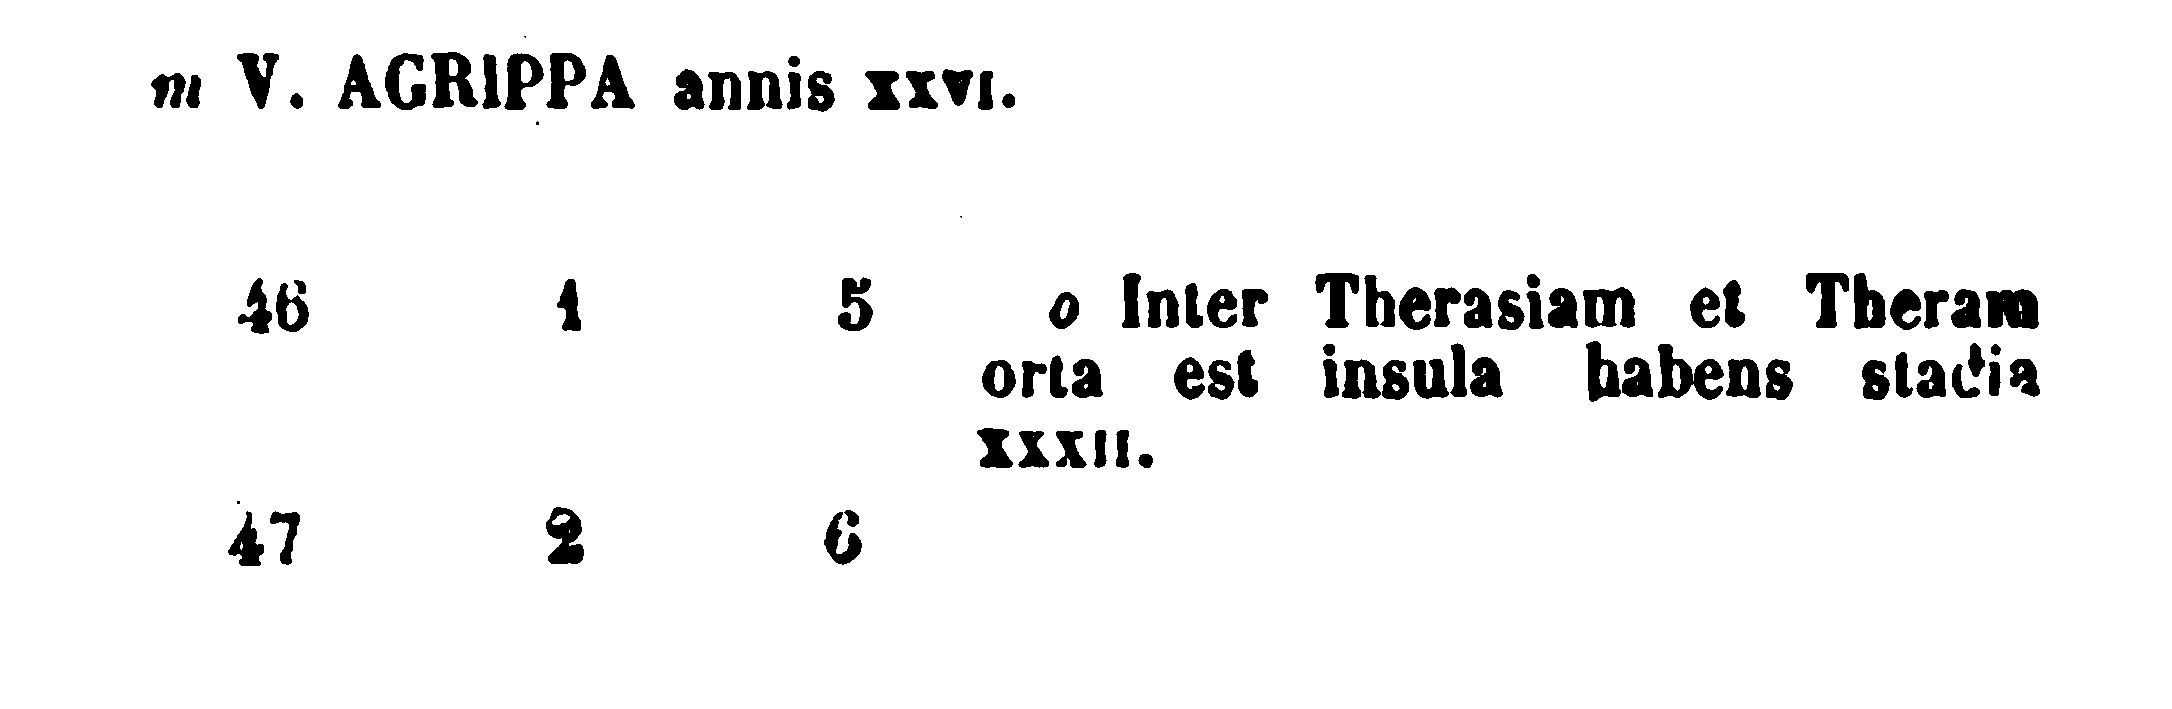 m V. AGRIPPA annis XXVI.
46 1 5 o Inter Therasiam et Theram
orta est insula habens stadia
XXXII.
47 2 6